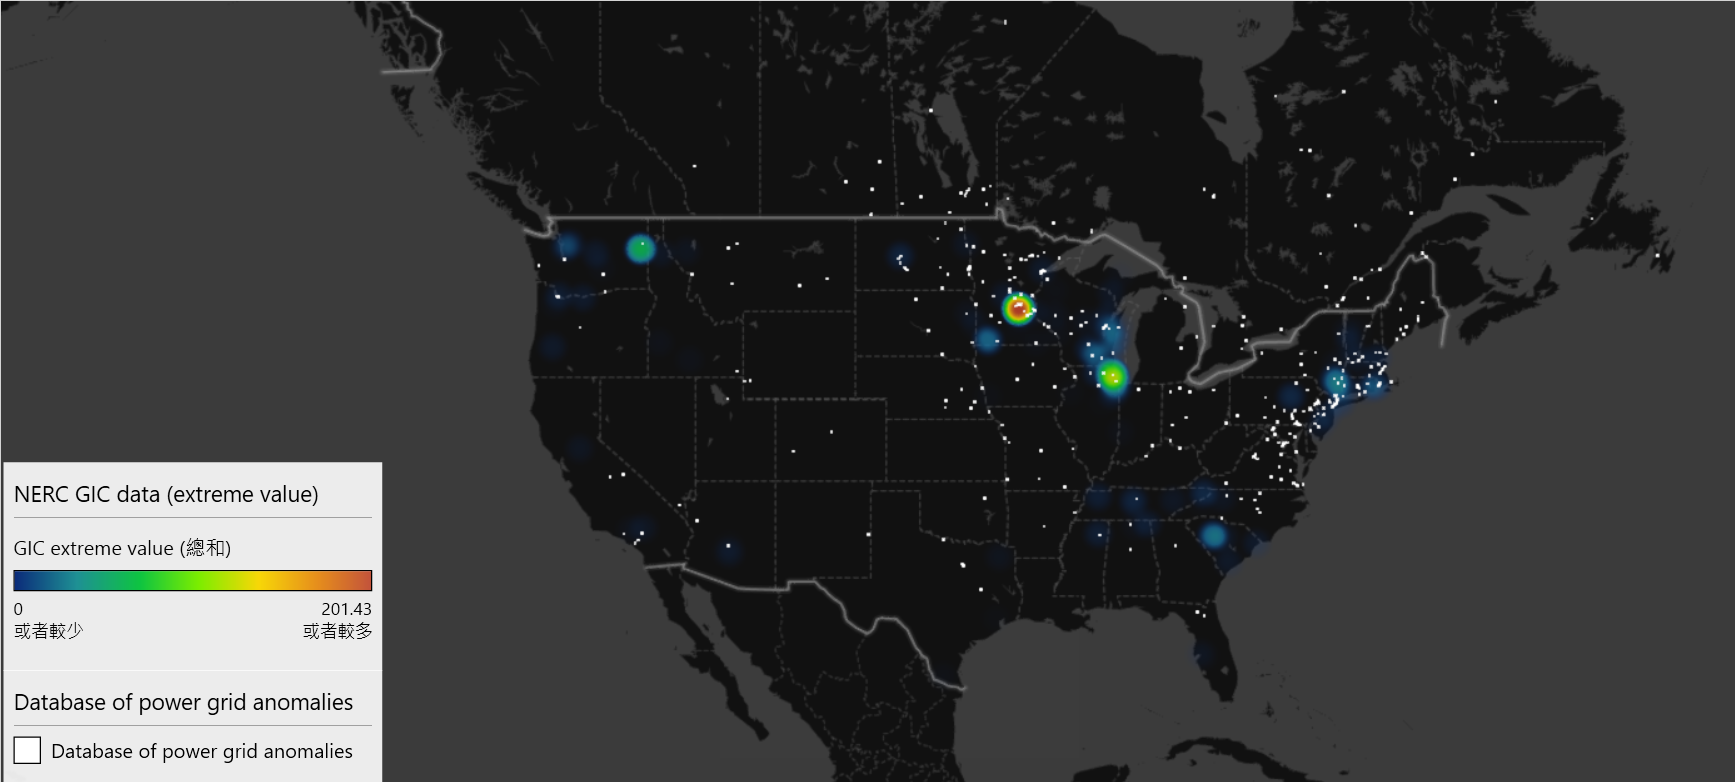 NERC GIC data (extreme value)
GIC extreme value (總和)
0
201.43
或者較少
或者較多
Database of power grid anomalies
Database of power grid anomalies